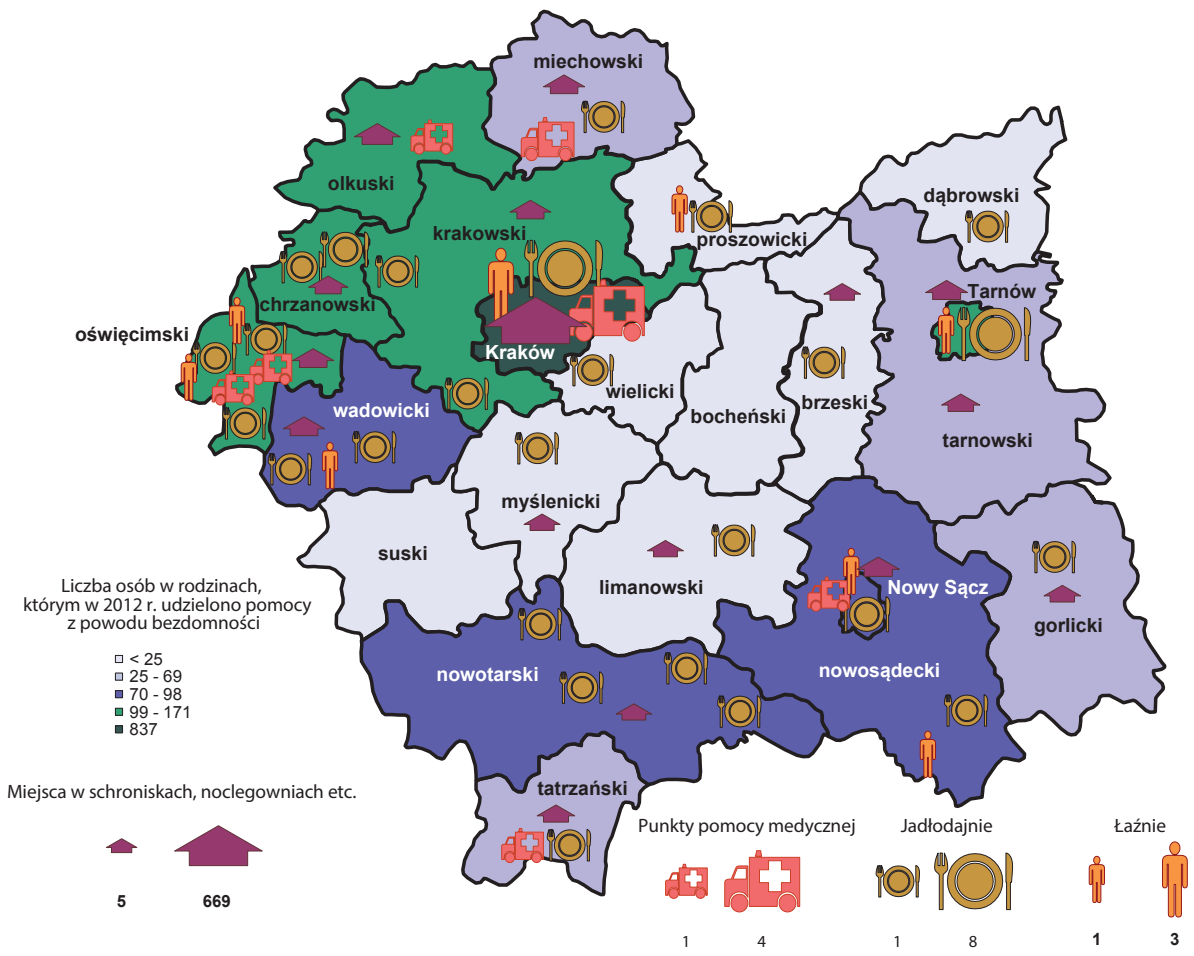 miechowski
olkuski
dąbrowski
krakowski
proszowicki
chrzanowski
Tarnów
oświęcimski
Kraków
wielicki
wadowicki
bocheński
brzeski
tarnowski
myślenicki
suski
limanowski
Nowy Sącz
gorlicki
nowotarski
nowosądecki
tatrzański
Liczba osób w rodzinach,
którym w 2012 r. udzielono pomocy
z powodu bezdomności
< 25
25 - 69
70 - 98
99 - 171
837
Miejsca w schroniskach, noclegowniach etc.
5 669
Punkty pomocy medycznej
1 4
Jadłodajnie
1 8
Łaźnie
1 3